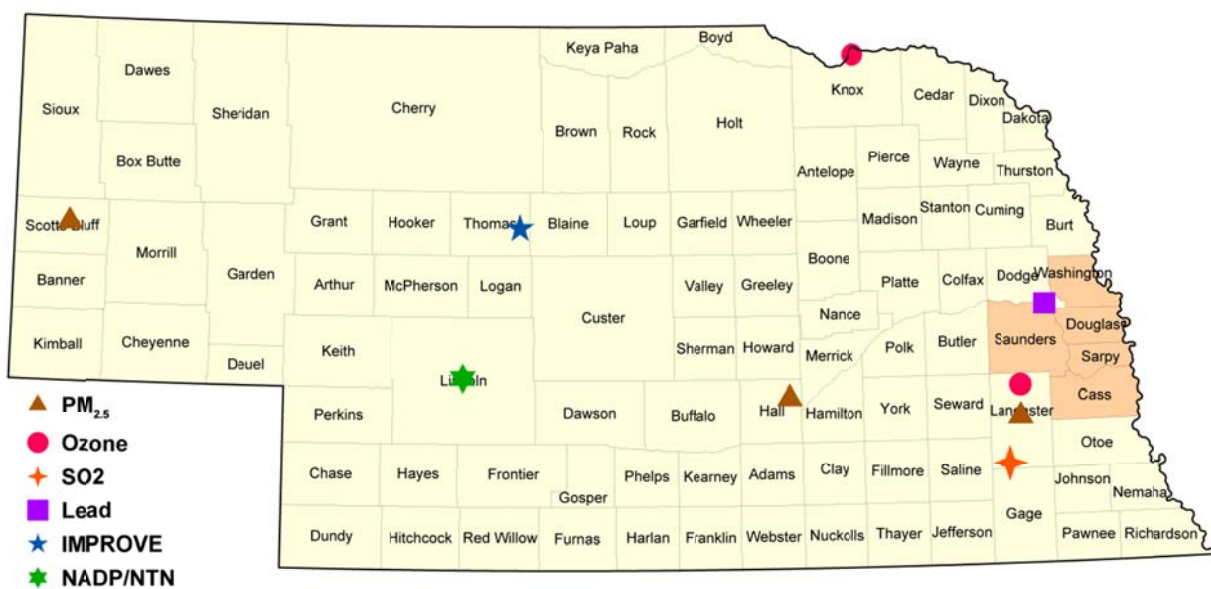 Keya Paha
Boyd
Dawes
Sioux
Sheridan
Cherry
Brown
Rock
Holt
Knox
Cedar
Dixon
Dakota
Box Butte
Antelope
Pierce
Wayne
Thurston
Scotts Bluff
Grant
Hooker
Thomas
Blaine
Loup
Garfield
Wheeler
Madison
Stanton
Cuming
Burt
Morrill
Garden
Banner
Arthur
McPherson
Logan
Valley
Greeley
Boone
Platte
Colfax
Dodge
Washington
Custer
Nance
Kimball
Cheyenne
Deuel
Keith
Lincoln
Sherman
Howard
Merrick
Polk
Butler
Saunders
Douglas
Sarpy
Cass
Perkins
Dawson
Buffalo
Hall
Hamilton
York
Seward
Lancaster
Otoe
Chase
Hayes
Frontier
Gosper
Phelps
Kearney
Adams
Clay
Fillmore
Saline
Johnson
Nemaha
Gage
Dundy
Hitchcock
Red Willow
Furnas
Harlan
Franklin
Webster
Nuckolls
Thayer
Jefferson
Pawnee
Richardson
PM2.5
Ozone
SO2
Lead
IMPROVE
NADP/NTN